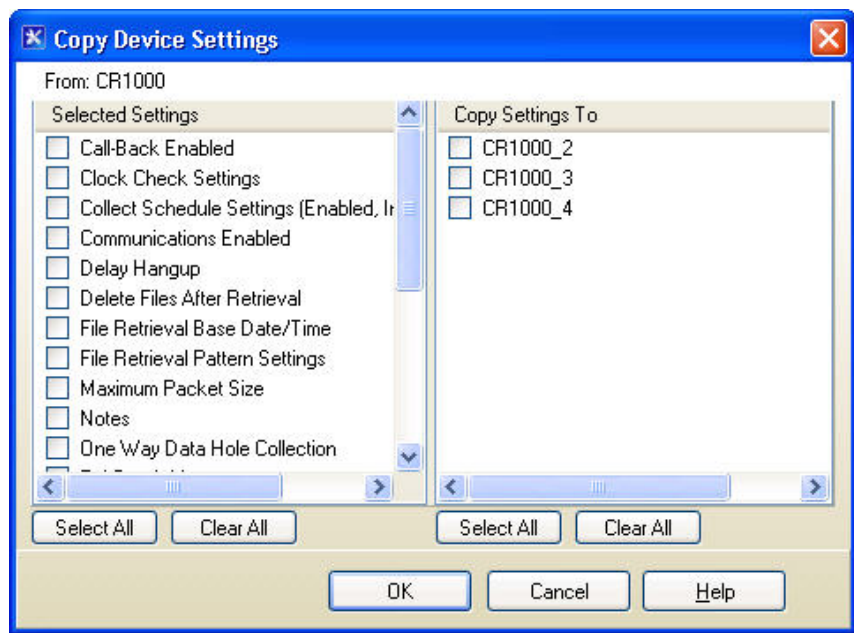 Copy Device Settings
From: CR1000
Selected Settings
Call-Back Enabled
Clock Check Settings
Collect Schedule Settings (Enabled,
Communications Enabled
Delay Hangup
Delete Files After Retrieval
File Retrieval Base Date/Time
File Retrieval Pattern Settings
Maximum Packet Size
Notes
One Way Data Hole Collection
Select All Clear All
Copy Settings To
CR1000_2
CR1000_3
CR1000_4
Select All Clear All
OK Cancel Help